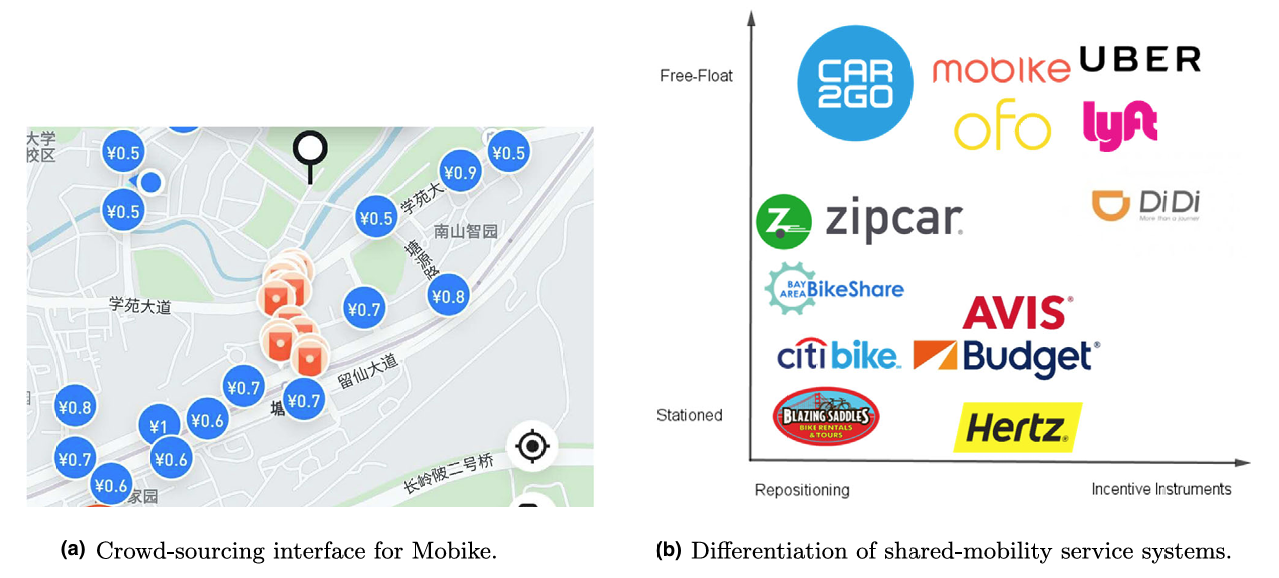 大学
校区
¥0.5
¥0.5
¥0.5
¥0.9
¥0.5
学苑大
南山智园
塘
源
路
学苑大道
¥0.7
¥0.8
留仙大道
¥0.7
¥0.7
塘
¥0.8
¥1
¥0.6
¥0.7
¥0.6
¥0.6
家园
长岭陂二号桥
(a) Crowd-sourcing interface for Mobike.
Free-Float
CAR
2GO
mobike
UBER
ofo
lyft
Z
zipcar.
DiDi
More than a journey
BAY
AREA BikeShare
AVIS®
citi bike.
Budget®
Stationed
BLAZING SADDLES
BIKE RENTALS
& TOURS
Hertz®
Repositioning
Incentive Instruments
(b) Differentiation of shared-mobility service systems.